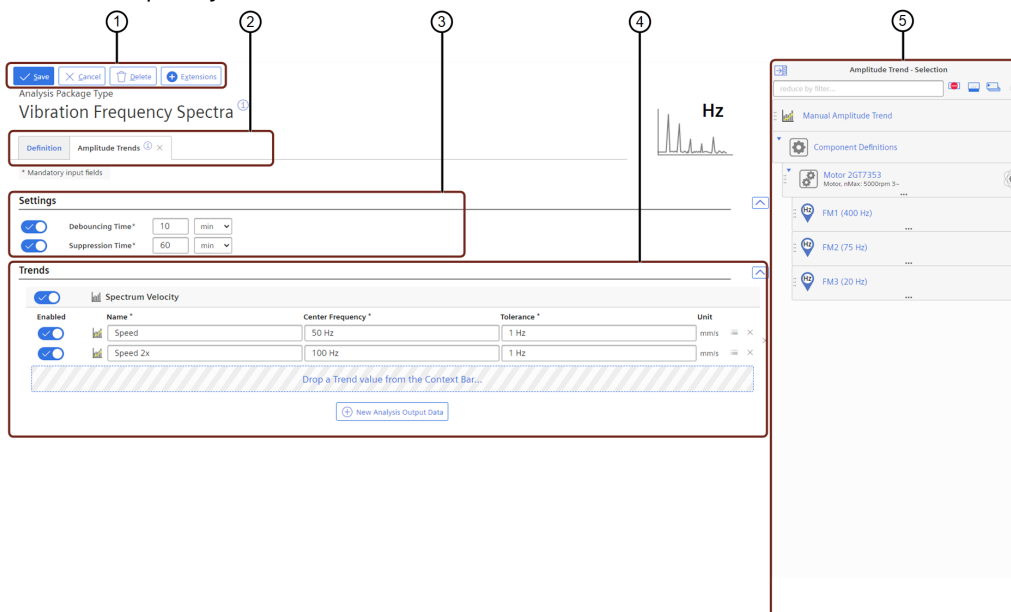 1 2 3 4 5
Save Cancel Delete Extensions
Analysis Package Type
Vibration Frequency Spectra
Hz
Definition Amplitude Trends
* Mandatory input fields
Settings
Debouncing Time* 10 min
Suppression Time* 60 min
Trends
Spectrum Velocity
Enabled Name * Center Frequency * Tolerance * Unit
Speed 50 Hz 1 Hz mm/s
Speed 2x 100 Hz 1 Hz mm/s
Drop a Trend value from the Context Bar...
New Analysis Output Data
Amplitude Trend - Selection
reduce by filter...
Manual Amplitude Trend
Component Definitions
Motor 2GT7353
Motor, nMax: 5000rpm 3~
...
Hz FM1 (400 Hz)
...
Hz FM2 (75 Hz)
...
Hz FM3 (20 Hz)
...